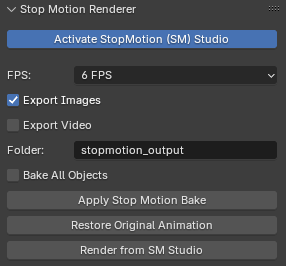 Stop Motion Renderer
Activate StopMotion (SM) Studio
FPS: 6 FPS
Export Images
Export Video
Folder: stopmotion_output
Bake All Objects
Apply Stop Motion Bake
Restore Original Animation
Render from SM Studio